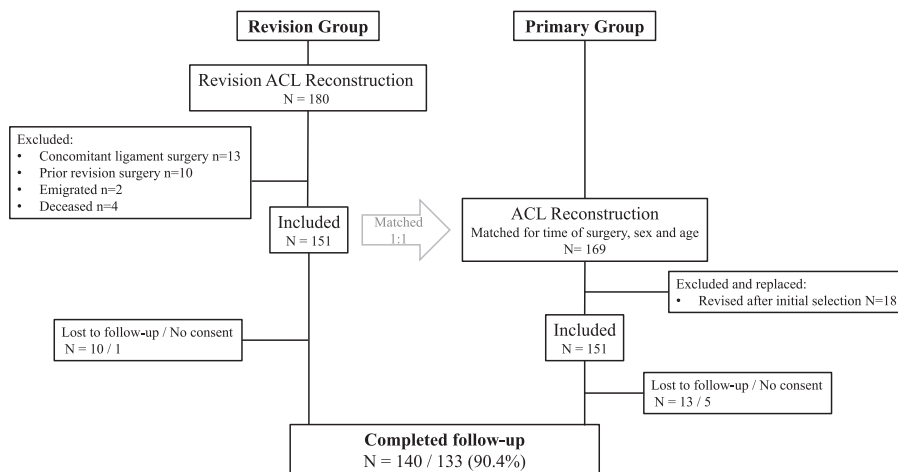 Revision Group
Primary Group
Revision ACL Reconstruction
N = 180
Excluded:
• Concomitant ligament surgery n=13
• Prior revision surgery n=10
• Emigrated n=2
• Deceased n=4
Included
N = 151
Matched
1:1
ACL Reconstruction
Matched for time of surgery, sex and age
N= 169
Excluded and replaced:
• Revised after initial selection N=18
Included
N = 151
Lost to follow-up / No consent
N = 10 / 1
Lost to follow-up / No consent
N = 13 / 5
Completed follow-up
N = 140 / 133 (90.4%)